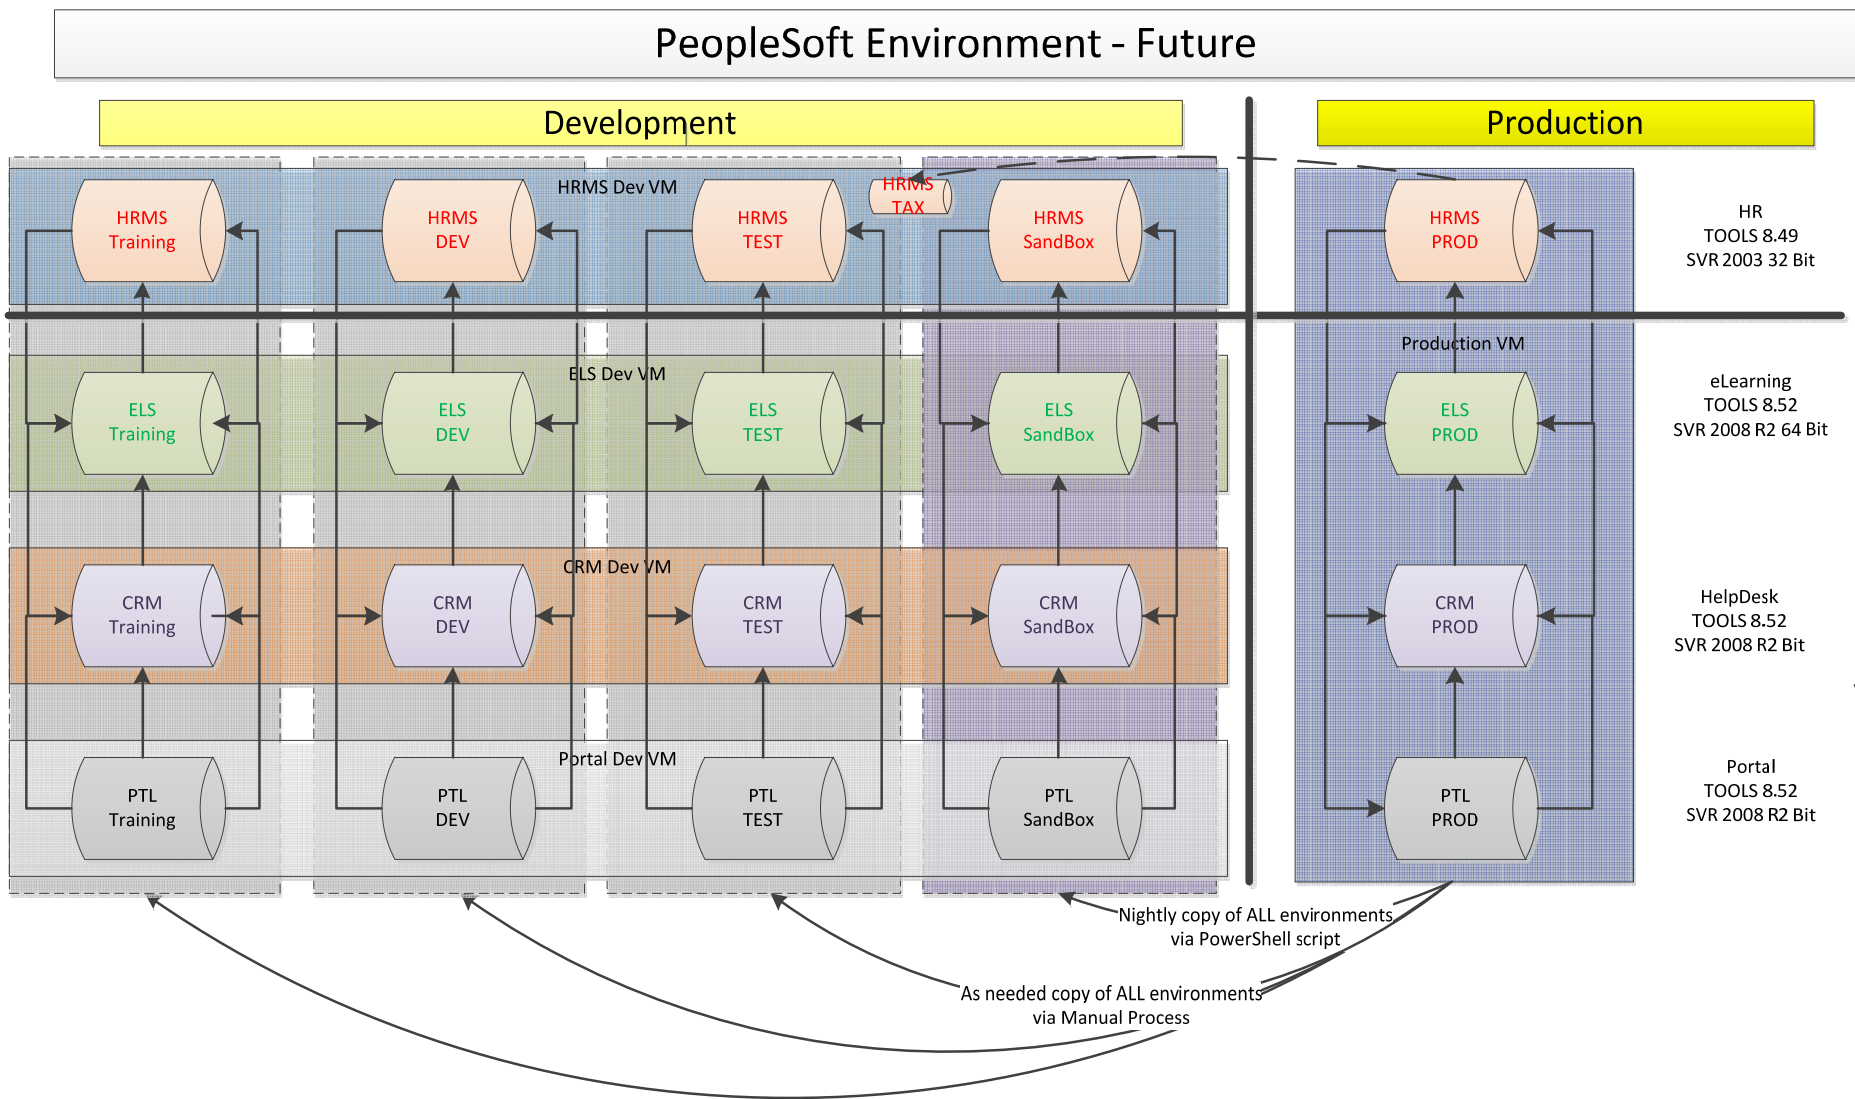 PeopleSoft Environment - Future
Development
Production
HRMS Dev VM
HRMS
Training
HRMS
DEV
HRMS
TEST
HRMS
TAX
HRMS
SandBox
HRMS
PROD
HR
TOOLS 8.49
SVR 2003 32 Bit
Production VM
ELS Dev VM
ELS
Training
ELS
DEV
ELS
TEST
ELS
SandBox
ELS
PROD
eLearning
TOOLS 8.52
SVR 2008 R2 64 Bit
CRM Dev VM
CRM
Training
CRM
DEV
CRM
TEST
CRM
SandBox
CRM
PROD
HelpDesk
TOOLS 8.52
SVR 2008 R2 Bit
Portal Dev VM
PTL
Training
PTL
DEV
PTL
TEST
PTL
SandBox
PTL
PROD
Portal
TOOLS 8.52
SVR 2008 R2 Bit
Nightly copy of ALL environments
via PowerShell script
As needed copy of ALL environments
via Manual Process